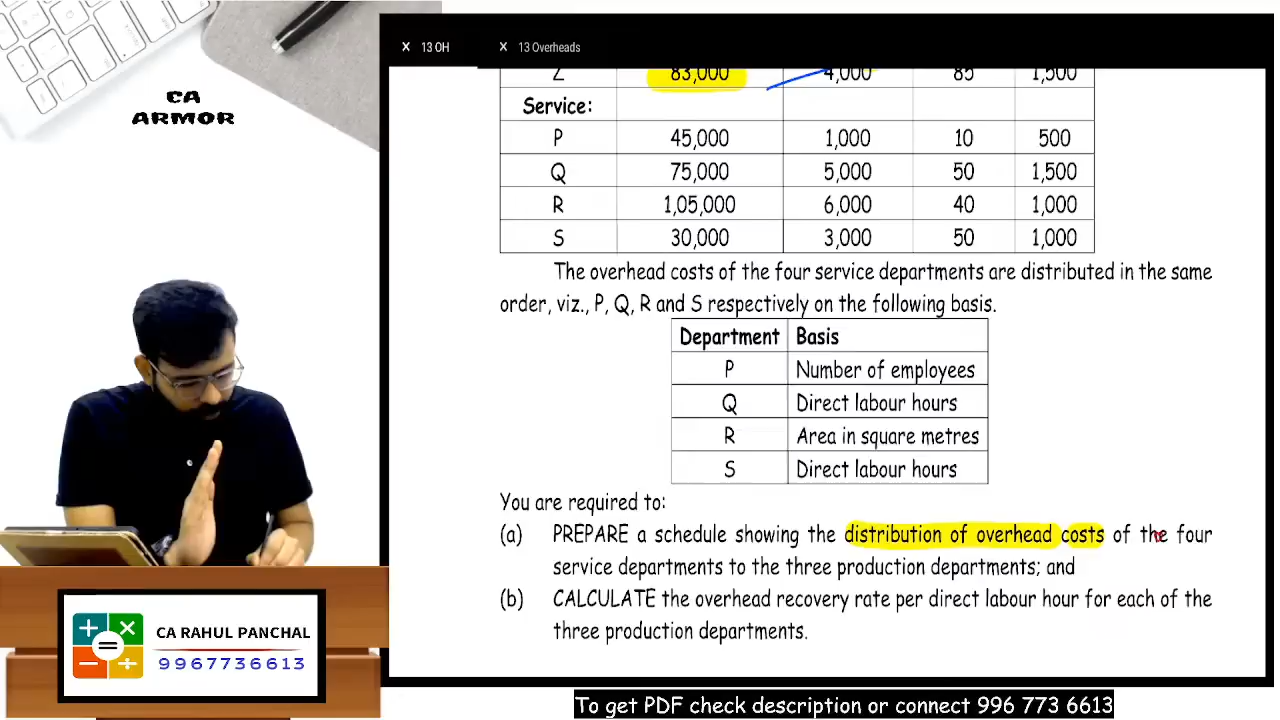 × 13 OH × 13 Overheads
CA
ARMOR
Z 83,000 4,000 85 1,500
Service:
P 45,000 1,000 10 500
Q 75,000 5,000 50 1,500
R 1,05,000 6,000 40 1,000
S 30,000 3,000 50 1,000
The overhead costs of the four service departments are distributed in the same
order, viz., P, Q, R and S respectively on the following basis.
Department Basis
P Number of employees
Q Direct labour hours
R Area in square metres
S Direct labour hours
You are required to:
(a) PREPARE a schedule showing the distribution of overhead costs of the four
service departments to the three production departments; and
(b) CALCULATE the overhead recovery rate per direct labour hour for each of the
three production departments.
CA RAHUL PANCHAL
9967736613
To get PDF check description or connect 996 773 6613